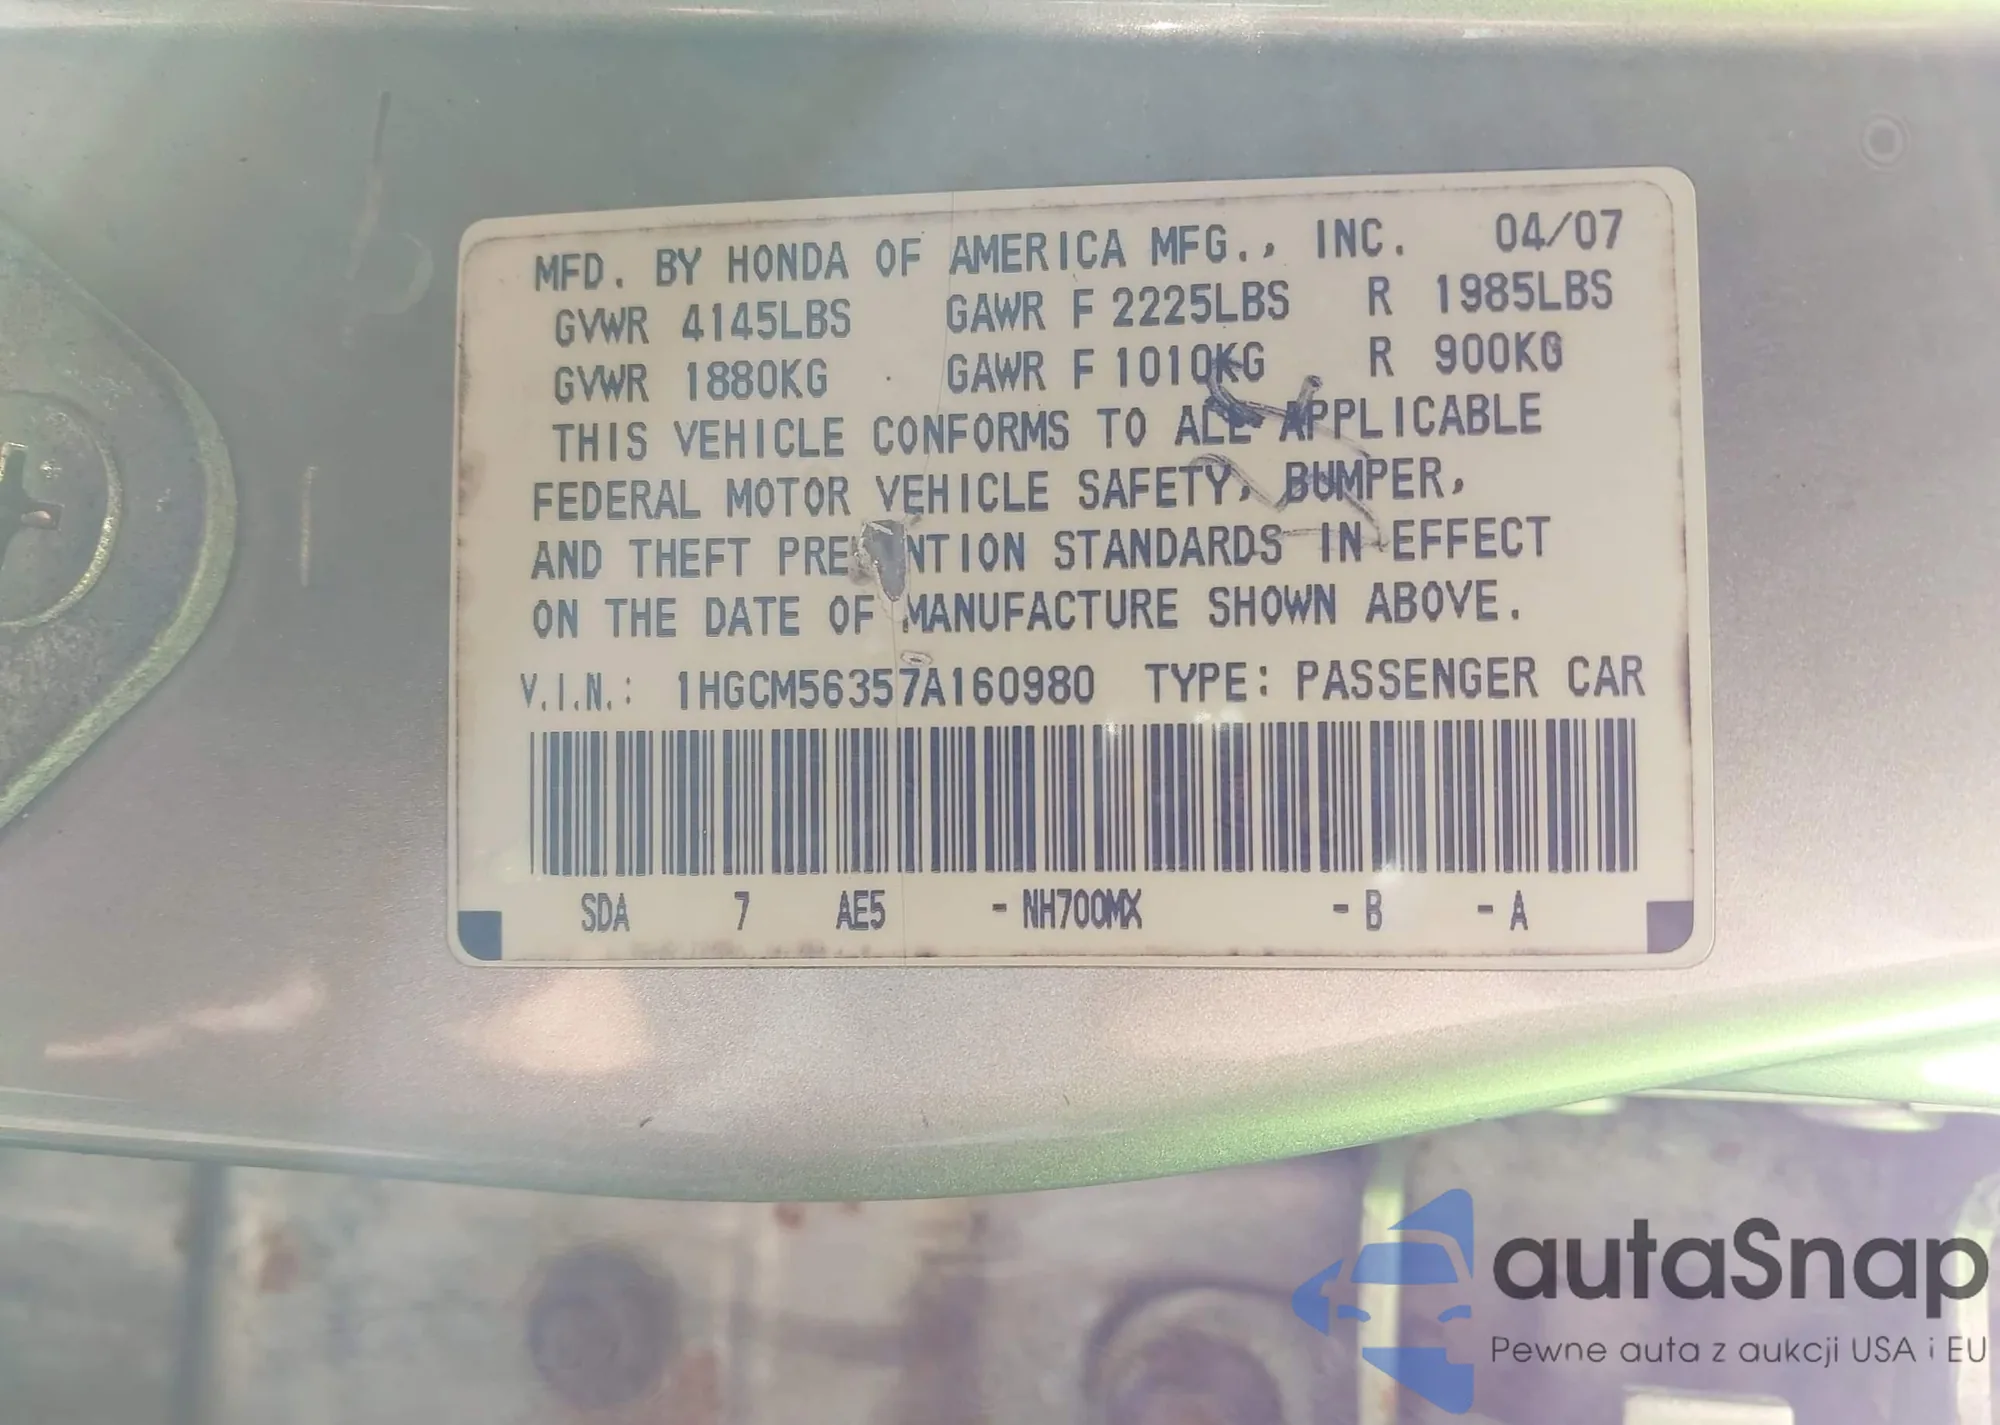 MFD. BY HONDA OF AMERICA MFG., INC. 04/07
GVWR 4145LBS GAWR F 2225LBS R 1985LBS
GVWR 1880KG GAWR F 1010KG R 900KG
THIS VEHICLE CONFORMS TO ALL APPLICABLE
FEDERAL MOTOR VEHICLE SAFETY, BUMPER,
AND THEFT PREVENTION STANDARDS IN EFFECT
ON THE DATE OF MANUFACTURE SHOWN ABOVE.
V.I.N.: 1HGCM56357A160980 TYPE: PASSENGER CAR
SDA 7 AE5 -NH700MX -B -A
autaSnap
Pewne auta z aukcji USA i EU